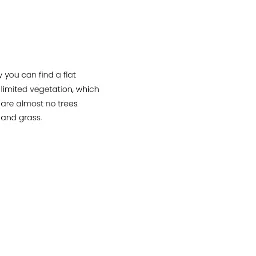 you can find a flat
limited vegetation, which
are almost no trees
and grass.